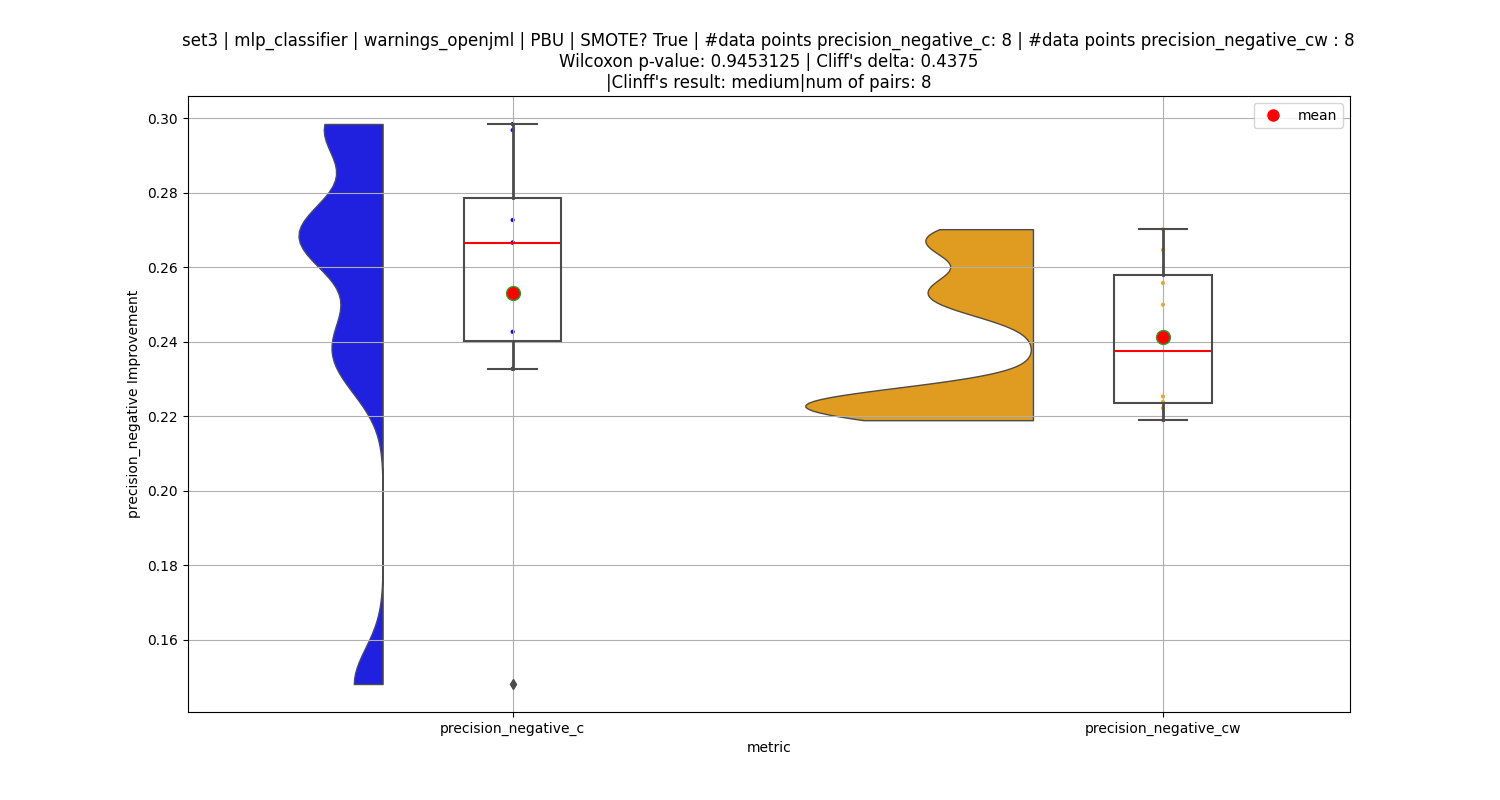 set3 | mlp_classifier | warnings_openjml | PBU | SMOTE? True | #data points precision_negative_c: 8 | #data points precision_negative_cw : 8
Wilcoxon p-value: 0.9453125 | Cliff's delta: 0.4375
|Clinff's result: medium|num of pairs: 8
mean
0.30
0.28
0.26
0.24
0.22
0.20
0.18
0.16
precision_negative Improvement
precision_negative_c
precision_negative_cw
metric